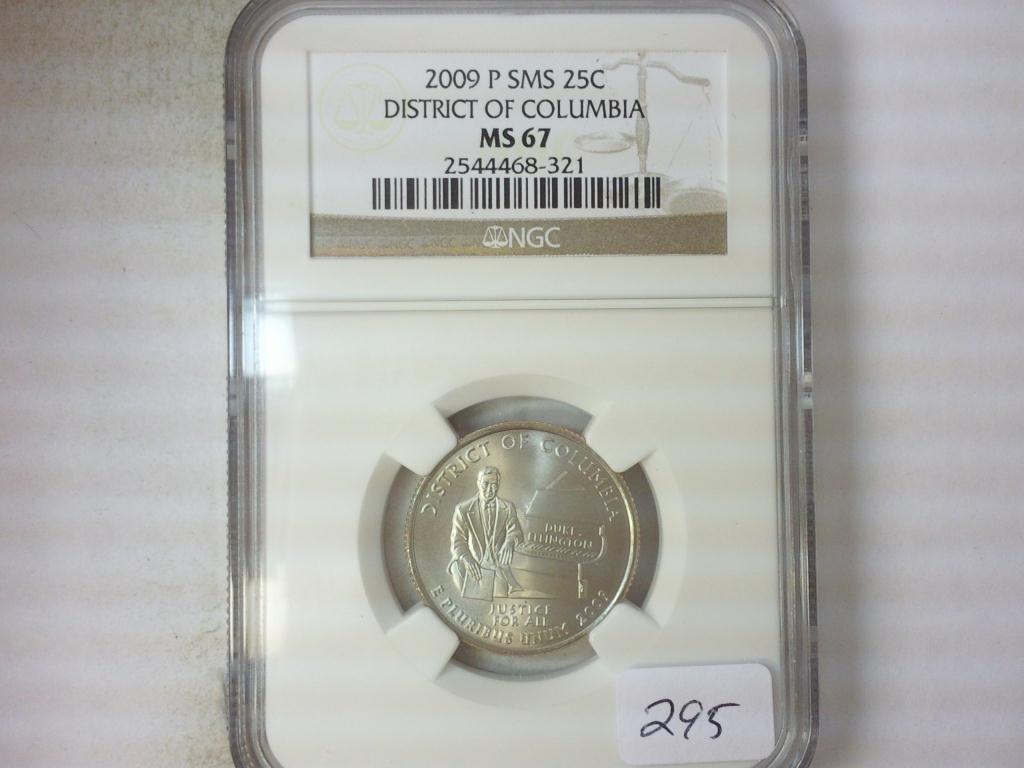 2009 P SMS 25C
DISTRICT OF COLUMBIA
MS 67
2544468-321
NGC
DISTRICT OF COLUMBIA
DUKE
ELLINGTON
JUSTICE
FOR ALL
E PLURIBUS UNUM 2009
295